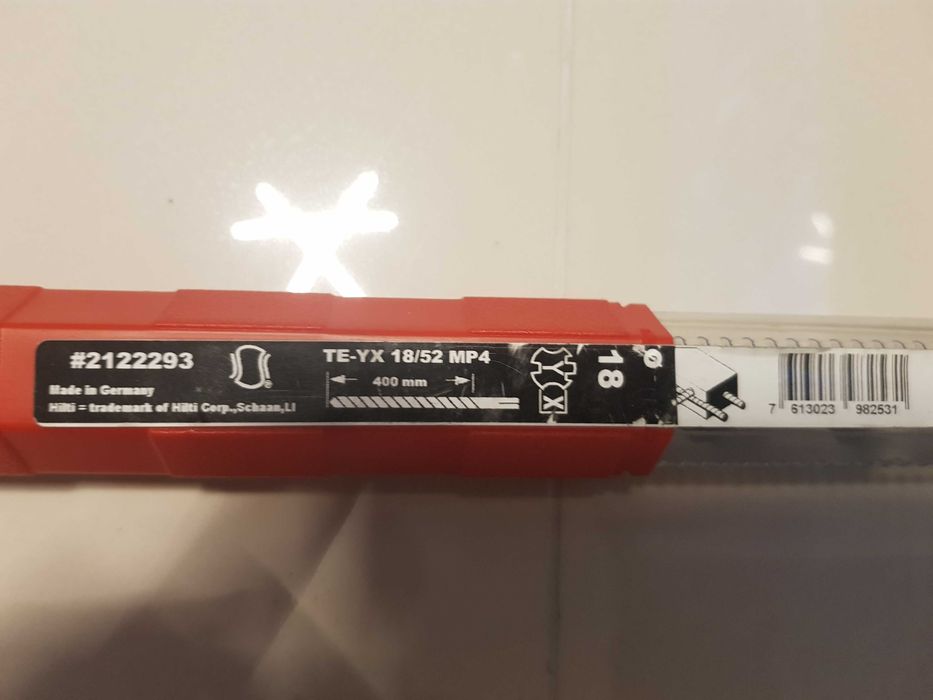 #2122293
Made in Germany
Hilti = trademark of Hilti Corp.,Schaan,LI
®
TE-YX 18/52 MP4
400 mm
Y
X
Ø
18
7 613023 982531